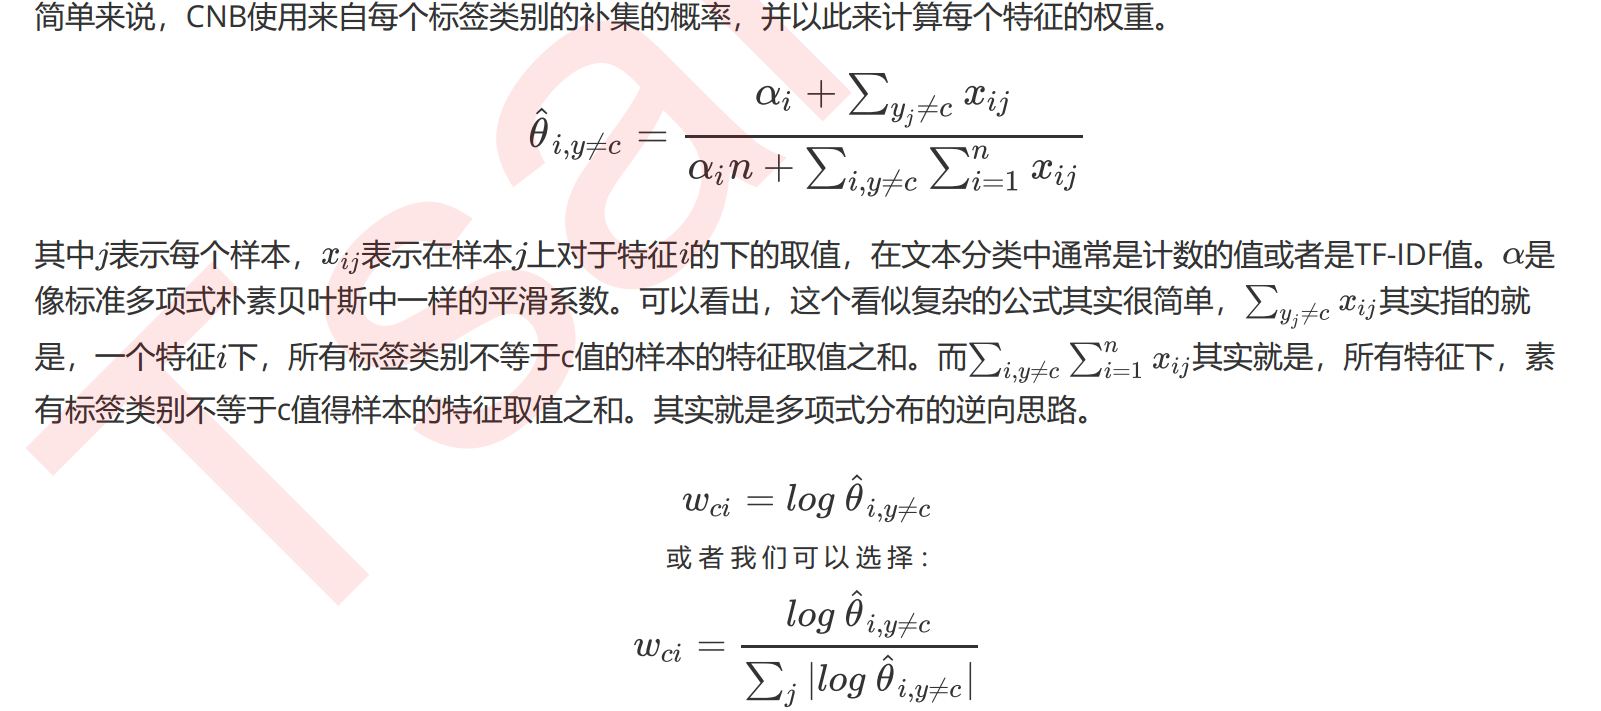 简单来说，CNB使用来自每个标签类别的补集的概率，并以此来计算每个特征的权重。
$\hat{\theta}_{i,y\neq c} = \frac{\alpha_i + \sum_{y_j\neq c} x_{ij}}{\alpha_i n + \sum_{i,y\neq c} \sum_{i=1}^{n} x_{ij}}$
其中$j$表示每个样本，$x_{ij}$表示在样本$j$上对于特征$i$的下的取值，在文本分类中通常是计数的值或者是TF-IDF值。$\alpha$是
像标准多项式朴素贝叶斯中一样的平滑系数。可以看出，这个看似复杂的公式其实很简单，$\sum_{y_j\neq c} x_{ij}$其实指的就
是，一个特征$i$下，所有标签类别不等于c值的样本的特征取值之和。而$\sum_{i,y\neq c} \sum_{i=1}^{n} x_{ij}$其实就是，所有特征下，素
有标签类别不等于c值得样本的特征取值之和。其实就是多项式分布的逆向思路。
$w_{ci} = log\,\hat{\theta}_{i,y\neq c}$
或者我们可以选择：
$w_{ci} = \frac{log\,\hat{\theta}_{i,y\neq c}}{\sum_j |log\,\hat{\theta}_{i,y\neq c}|}$
Tsai